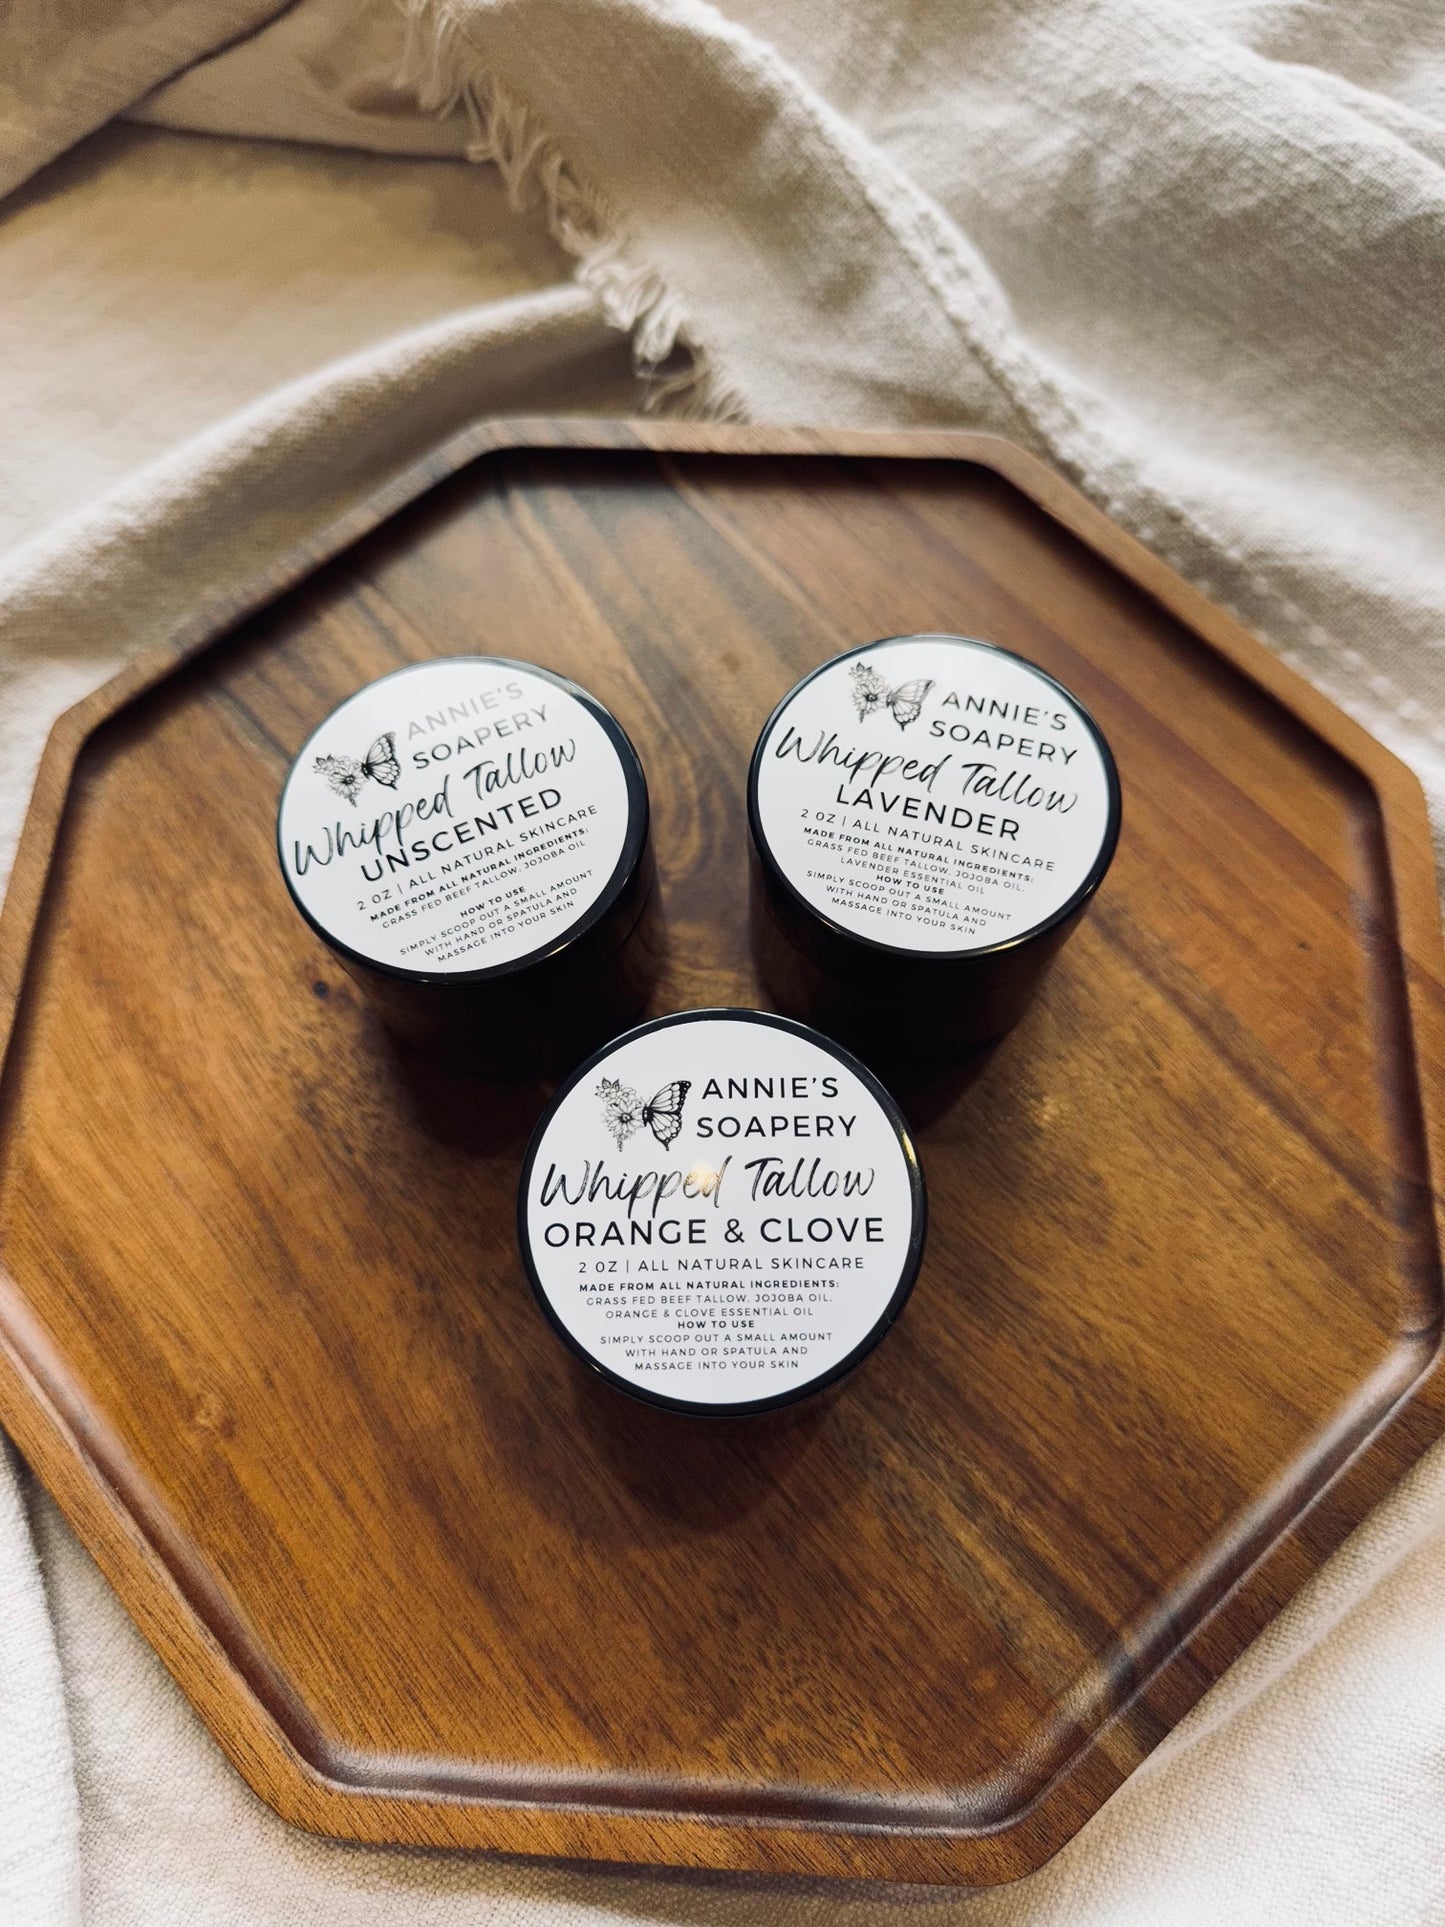 ANNIE'S
SOAPERY
Whipped Tallow
UNSCENTED
2 OZ | ALL NATURAL SKINCARE
MADE FROM ALL NATURAL INGREDIENTS:
GRASS FED BEEF TALLOW, JOJOBA OIL
HOW TO USE
SIMPLY SCOOP OUT A SMALL AMOUNT
WITH HAND OR SPATULA AND
MASSAGE INTO YOUR SKIN
ANNIE'S
SOAPERY
Whipped Tallow
LAVENDER
2 OZ | ALL NATURAL SKINCARE
MADE FROM ALL NATURAL INGREDIENTS:
GRASS FED BEEF TALLOW, JOJOBA OIL,
LAVENDER ESSENTIAL OIL
HOW TO USE
SIMPLY SCOOP OUT A SMALL AMOUNT
WITH HAND OR SPATULA AND
MASSAGE INTO YOUR SKIN
ANNIE'S
SOAPERY
Whipped Tallow
ORANGE & CLOVE
2 OZ | ALL NATURAL SKINCARE
MADE FROM ALL NATURAL INGREDIENTS:
GRASS FED BEEF TALLOW, JOJOBA OIL,
ORANGE & CLOVE ESSENTIAL OIL
HOW TO USE
SIMPLY SCOOP OUT A SMALL AMOUNT
WITH HAND OR SPATULA AND
MASSAGE INTO YOUR SKIN